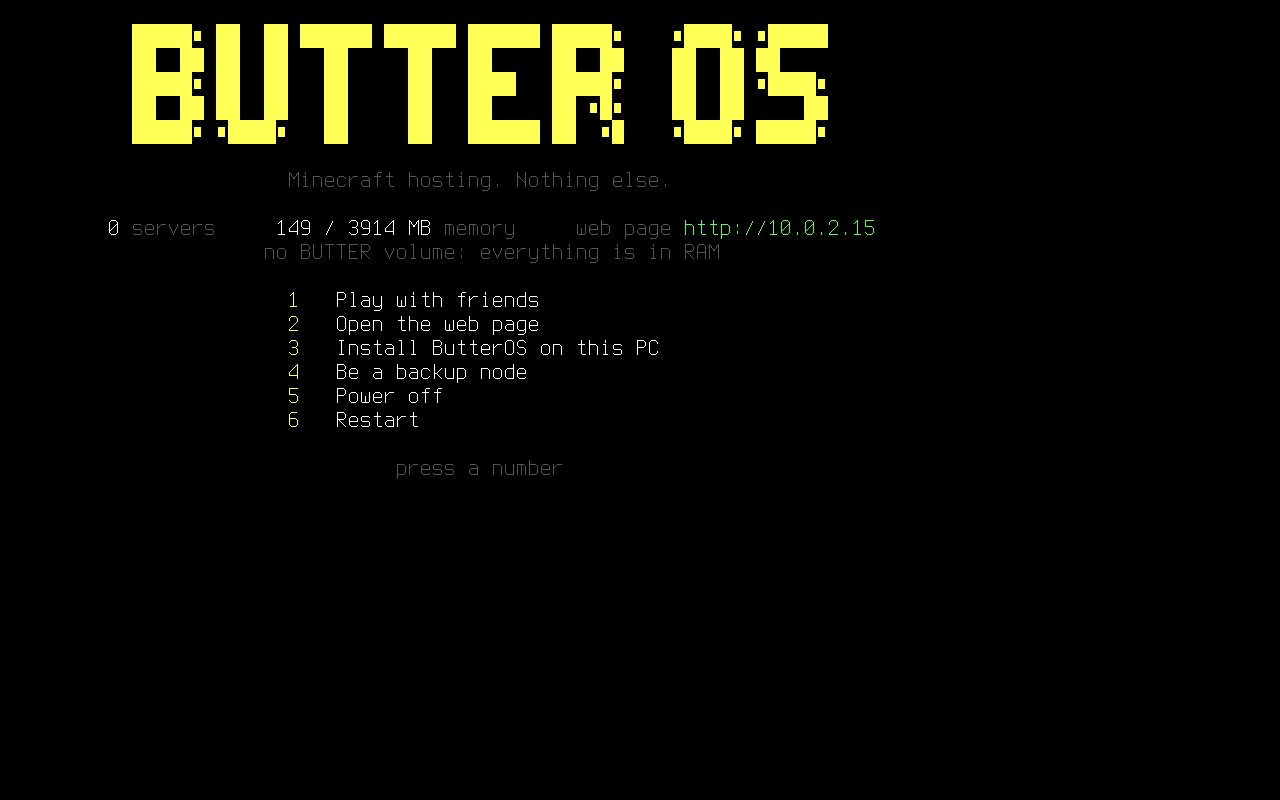 BUTTER OS
Minecraft hosting. Nothing else.
0 servers 149 / 3914 MB memory web page http://10.0.2.15
no BUTTER volume: everything is in RAM
1 Play with friends
2 Open the web page
3 Install ButterOS on this PC
4 Be a backup node
5 Power off
6 Restart
press a number